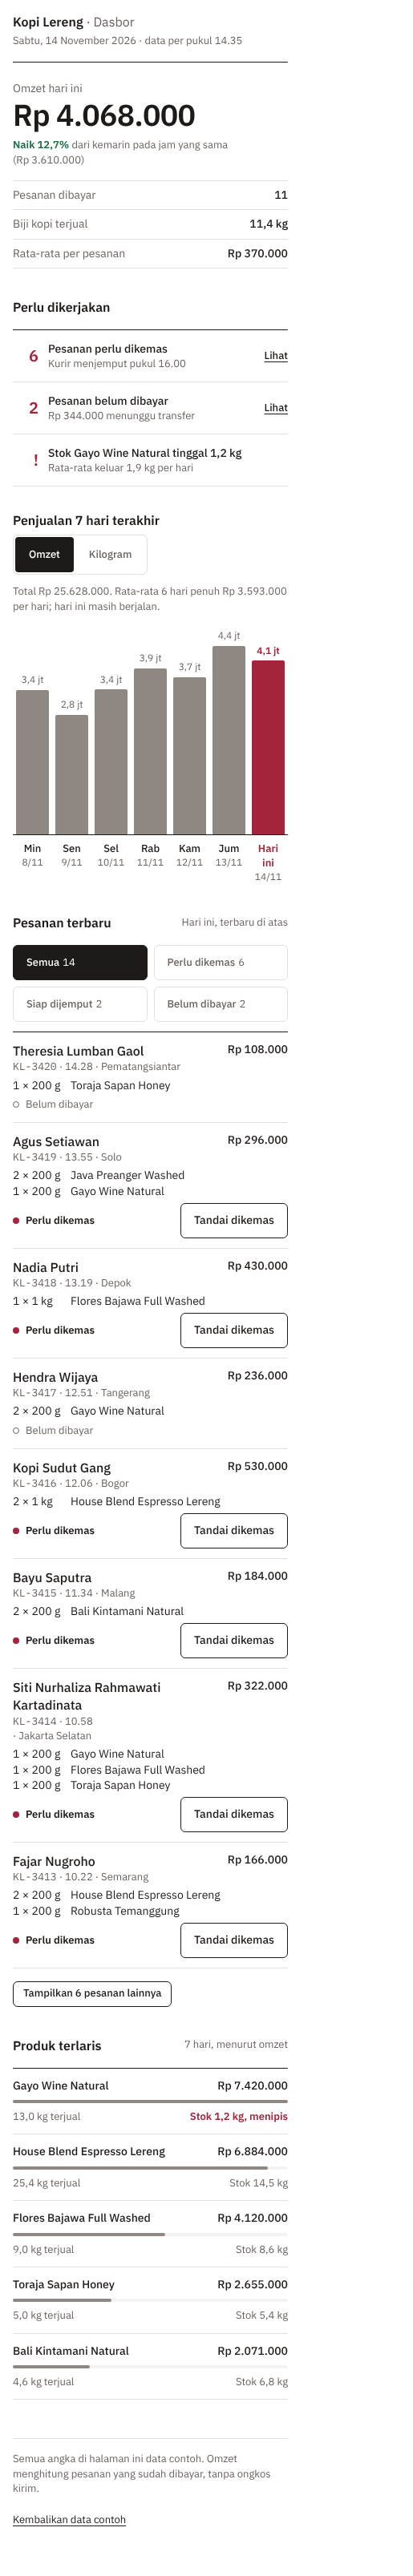 Kopi Lereng · Dasbor
Sabtu, 14 November 2026 · data per pukul 14.35
Omzet hari ini
Rp 4.068.000
Naik 12,7% dari kemarin pada jam yang sama
(Rp 3.610.000)
Pesanan dibayar 11
Biji kopi terjual 11,4 kg
Rata-rata per pesanan Rp 370.000
Perlu dikerjakan
6 Pesanan perlu dikemas Lihat
Kurir menjemput pukul 16.00
2 Pesanan belum dibayar Lihat
Rp 344.000 menunggu transfer
! Stok Gayo Wine Natural tinggal 1,2 kg
Rata-rata keluar 1,9 kg per hari
Penjualan 7 hari terakhir
Omzet Kilogram
Total Rp 25.628.000. Rata-rata 6 hari penuh Rp 3.593.000
per hari; hari ini masih berjalan.
3,4 jt 2,8 jt 3,4 jt 3,9 jt 3,7 jt 4,4 jt 4,1 jt
Min Sen Sel Rab Kam Jum Hari ini
8/11 9/11 10/11 11/11 12/11 13/11 14/11
Pesanan terbaru Hari ini, terbaru di atas
Semua 14 Perlu dikemas 6
Siap dijemput 2 Belum dibayar 2
Theresia Lumban Gaol Rp 108.000
KL-3420 · 14.28 · Pematangsiantar
1 × 200 g Toraja Sapan Honey
Belum dibayar
Agus Setiawan Rp 296.000
KL-3419 · 13.55 · Solo
2 × 200 g Java Preanger Washed
1 × 200 g Gayo Wine Natural
Perlu dikemas Tandai dikemas
Nadia Putri Rp 430.000
KL-3418 · 13.19 · Depok
1 × 1 kg Flores Bajawa Full Washed
Perlu dikemas Tandai dikemas
Hendra Wijaya Rp 236.000
KL-3417 · 12.51 · Tangerang
2 × 200 g Gayo Wine Natural
Belum dibayar
Kopi Sudut Gang Rp 530.000
KL-3416 · 12.06 · Bogor
2 × 1 kg House Blend Espresso Lereng
Perlu dikemas Tandai dikemas
Bayu Saputra Rp 184.000
KL-3415 · 11.34 · Malang
2 × 200 g Bali Kintamani Natural
Perlu dikemas Tandai dikemas
Siti Nurhaliza Rahmawati Rp 322.000
Kartadinata
KL-3414 · 10.58
· Jakarta Selatan
1 × 200 g Gayo Wine Natural
1 × 200 g Flores Bajawa Full Washed
1 × 200 g Toraja Sapan Honey
Perlu dikemas Tandai dikemas
Fajar Nugroho Rp 166.000
KL-3413 · 10.22 · Semarang
2 × 200 g House Blend Espresso Lereng
1 × 200 g Robusta Temanggung
Perlu dikemas Tandai dikemas
Tampilkan 6 pesanan lainnya
Produk terlaris 7 hari, menurut omzet
Gayo Wine Natural Rp 7.420.000
13,0 kg terjual Stok 1,2 kg, menipis
House Blend Espresso Lereng Rp 6.884.000
25,4 kg terjual Stok 14,5 kg
Flores Bajawa Full Washed Rp 4.120.000
9,0 kg terjual Stok 8,6 kg
Toraja Sapan Honey Rp 2.655.000
5,0 kg terjual Stok 5,4 kg
Bali Kintamani Natural Rp 2.071.000
4,6 kg terjual Stok 6,8 kg
Semua angka di halaman ini data contoh. Omzet
menghitung pesanan yang sudah dibayar, tanpa ongkos
kirim.
Kembalikan data contoh